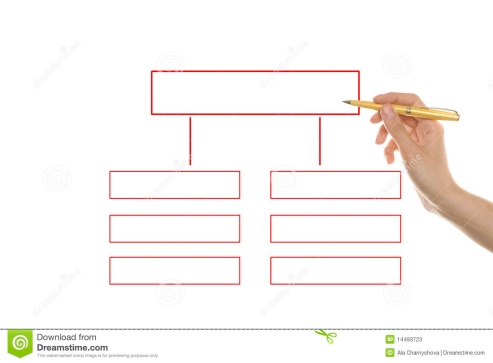 Download from
Dreamstime.com
This watermarked comp image is for previewing purposes only.
14493723
Ala Charnyshova | Dreamstime.com